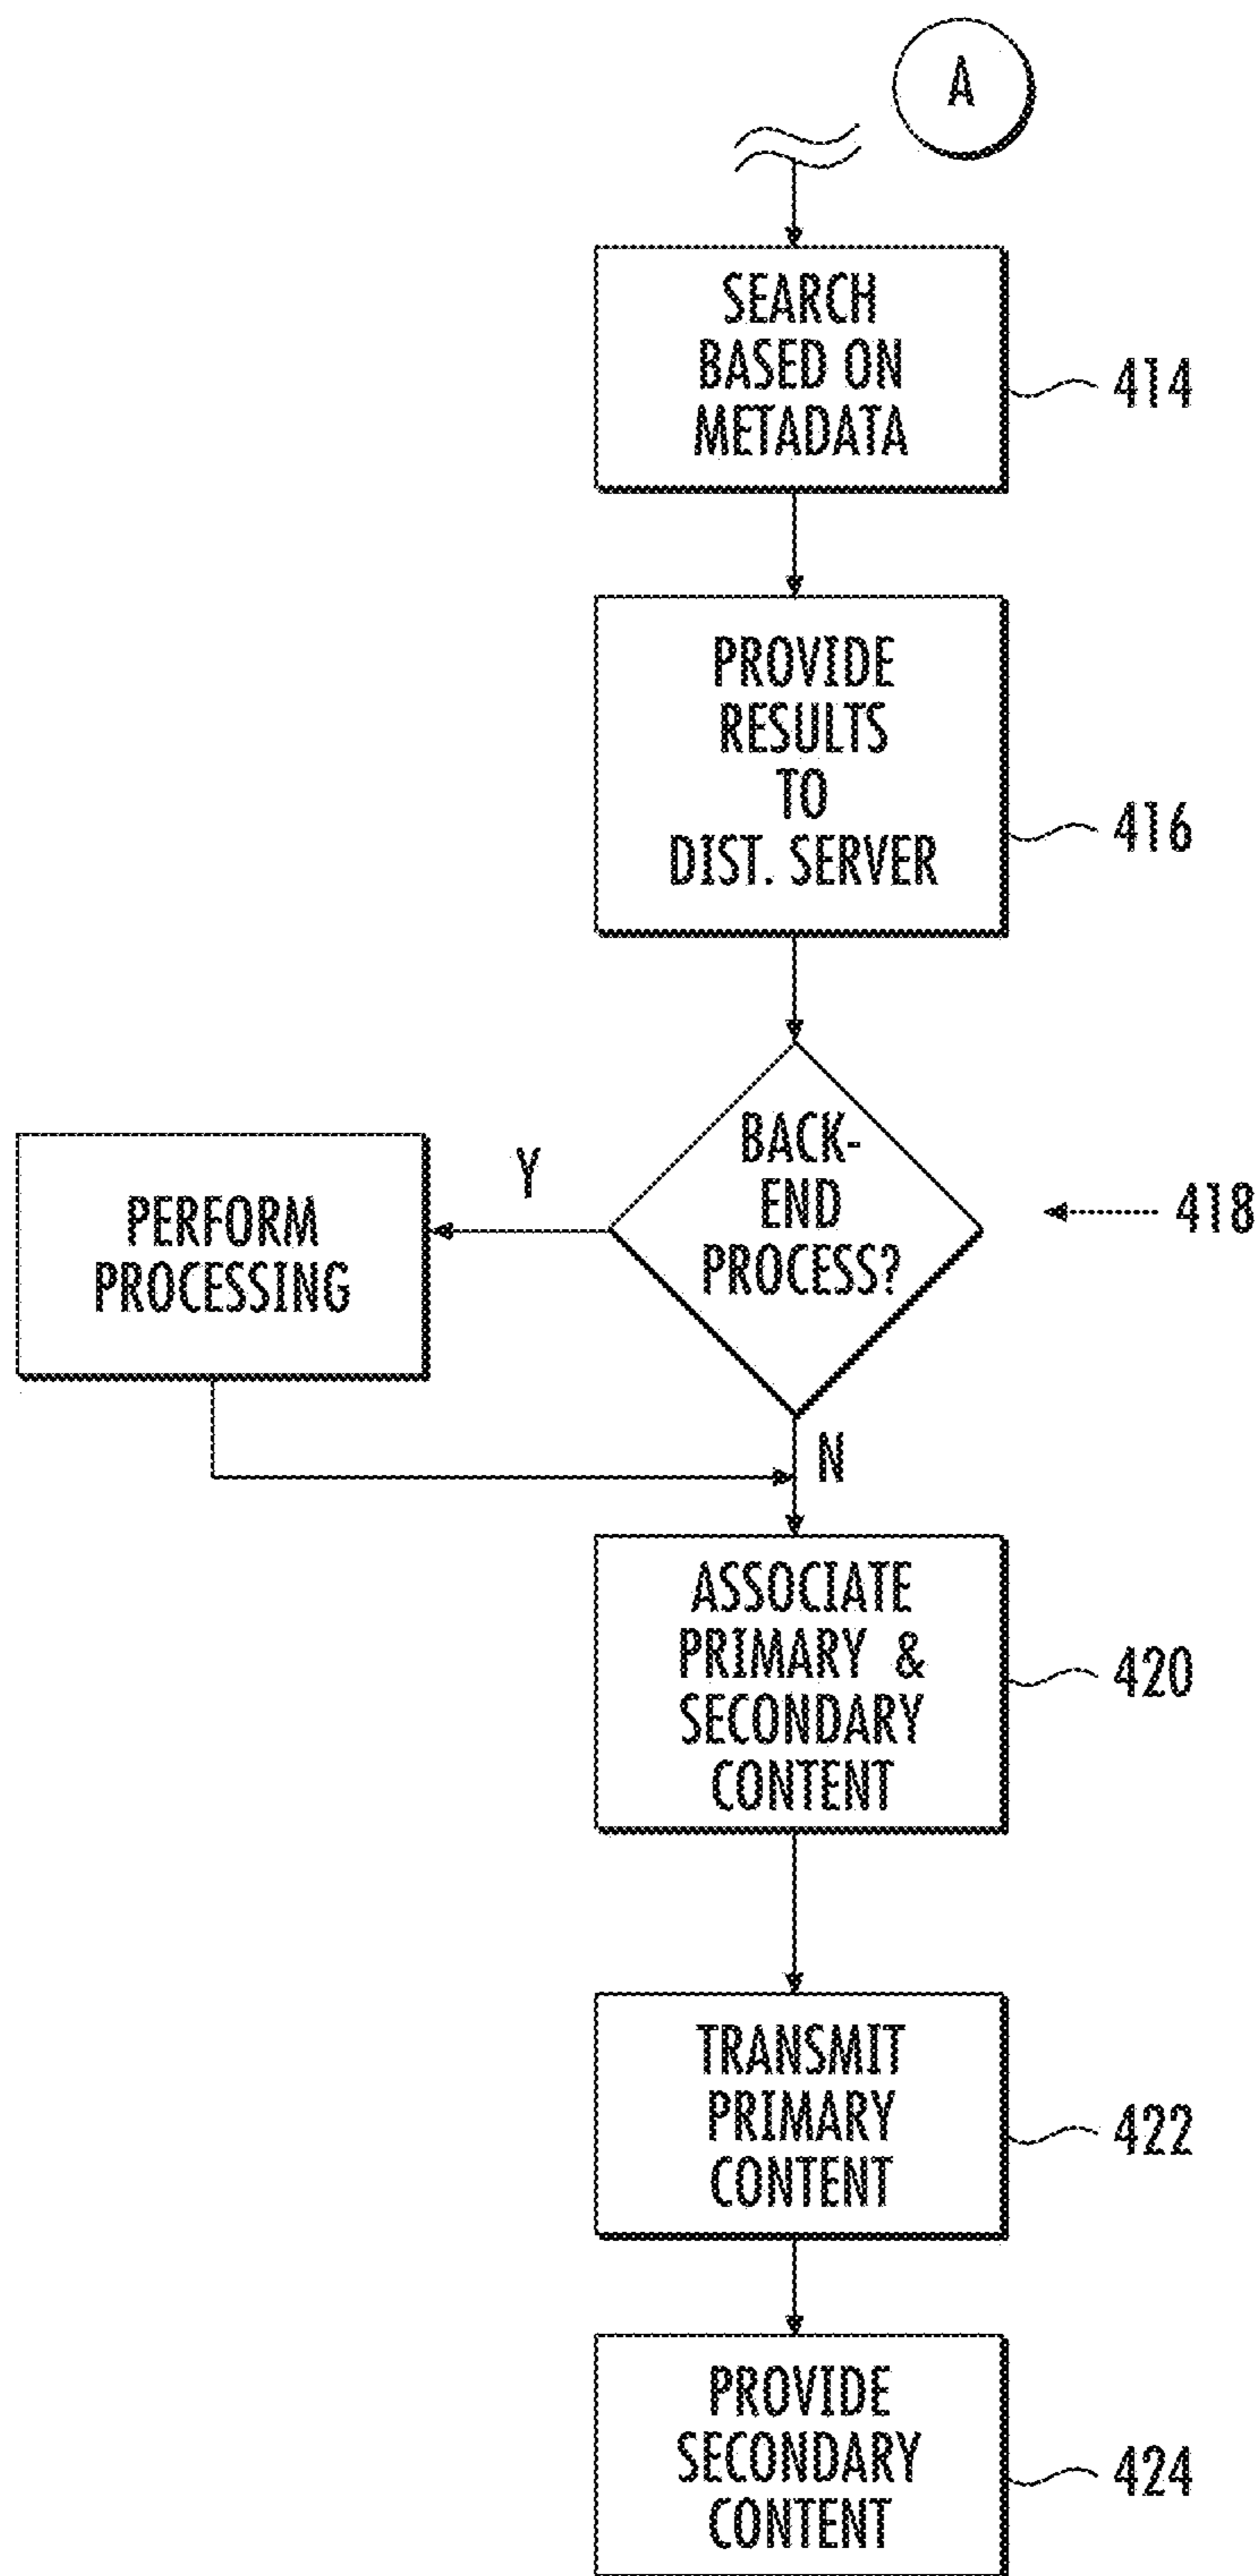 A
SEARCH
BASED ON
METADATA
414
PROVIDE
RESULTS
TO
DIST. SERVER
416
BACK-
END
PROCESS?
418
Y
PERFORM
PROCESSING
N
ASSOCIATE
PRIMARY &
SECONDARY
CONTENT
420
TRANSMIT
PRIMARY
CONTENT
422
PROVIDE
SECONDARY
CONTENT
424